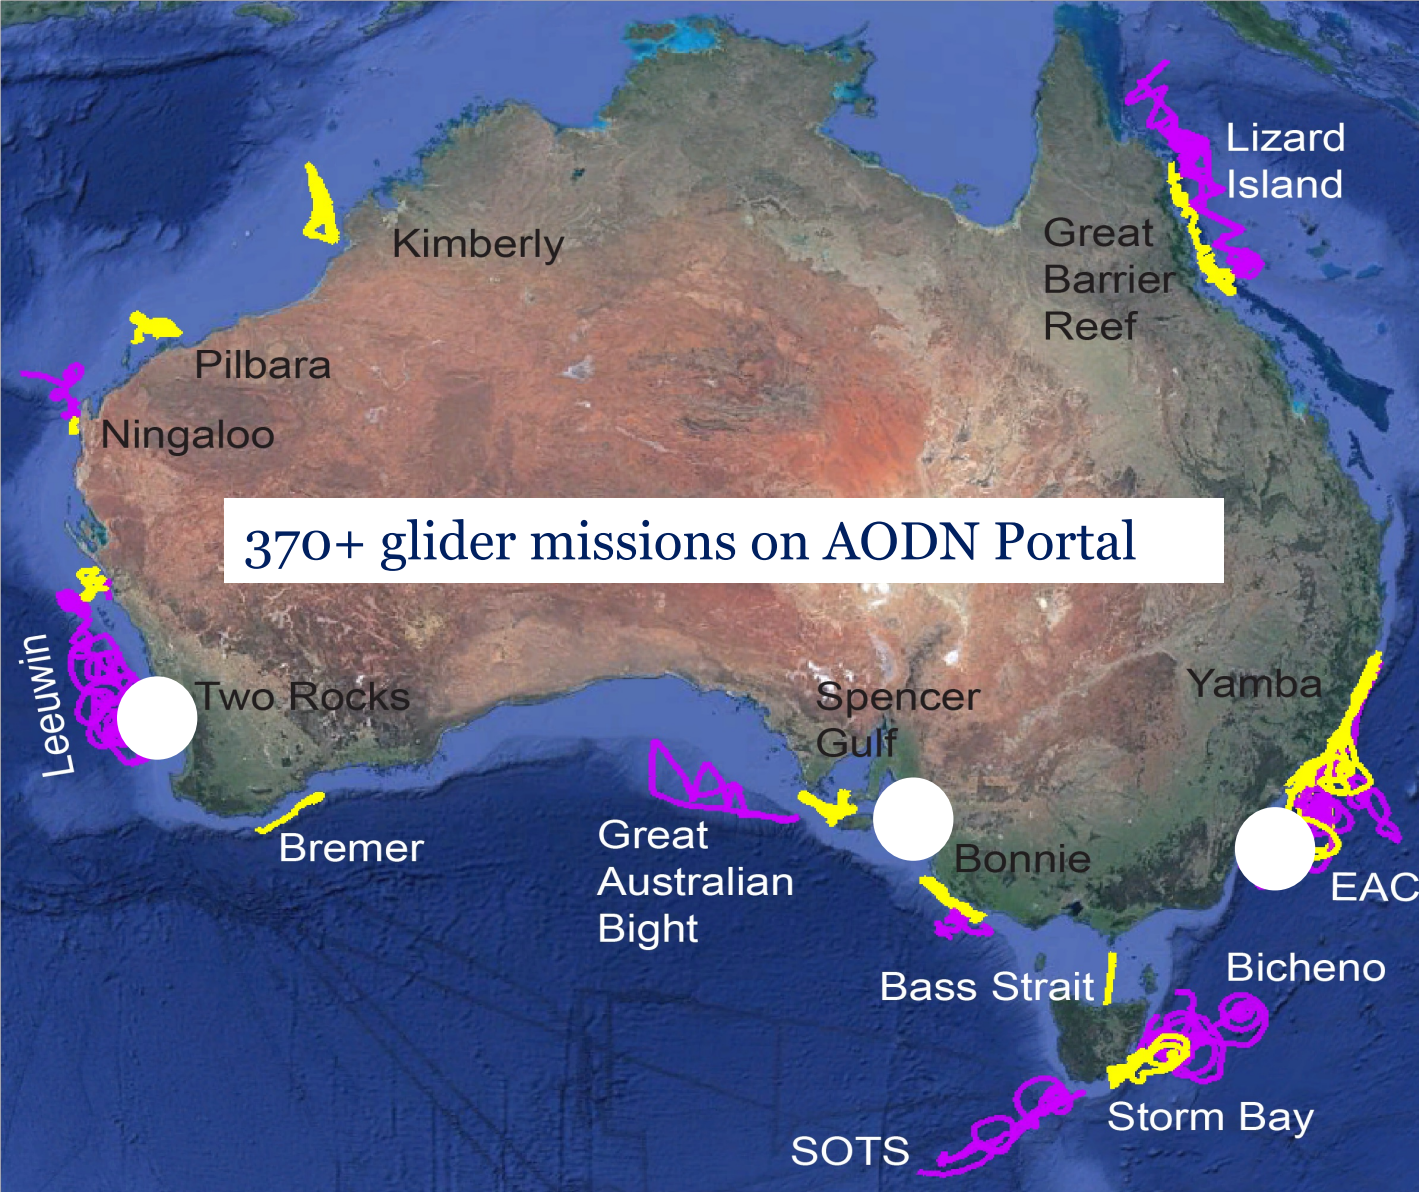 Lizard
Island
Great
Barrier
Reef
Kimberly
Pilbara
Ningaloo
370+ glider missions on AODN Portal
Leeuwin
Two Rocks
Spencer
Gulf
Yamba
Bremer
Great
Australian
Bight
Bonnie
EAC
Bass Strait
Bicheno
Storm Bay
SOTS